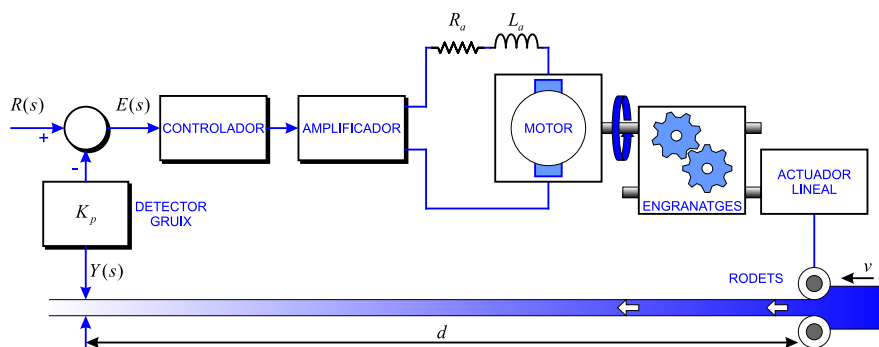 R_a
L_a
R(s)
E(s)
+
-
CONTROLADOR
AMPLIFICADOR
MOTOR
ENGRANATGES
ACTUADOR
LINEAL
K_p
DETECTOR
GRUIX
Y(s)
RODETS
v
d